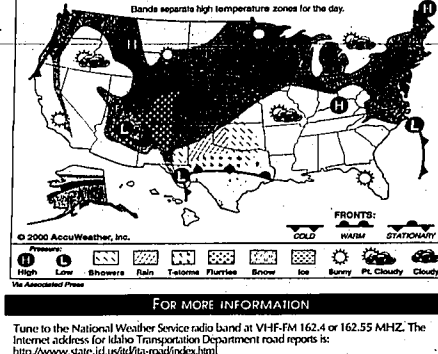 Bands separate high temperature zones for the day.
H
H
H
L
L
L
FRONTS:
COLD WARM STATIONARY
© 2000 AccuWeather, Inc.
Pressure:
H L
High Low Showers Rain T-storms Flurries Snow Ice Sunny Pt. Cloudy Cloudy
Via Associated Press
FOR MORE INFORMATION
Tune to the National Weather Service radio band at VHF-FM 162.4 or 162.55 MHZ. The
Internet address for Idaho Transportation Department road reports is:
http://www.state.id.us/itd/ita-road/index.html